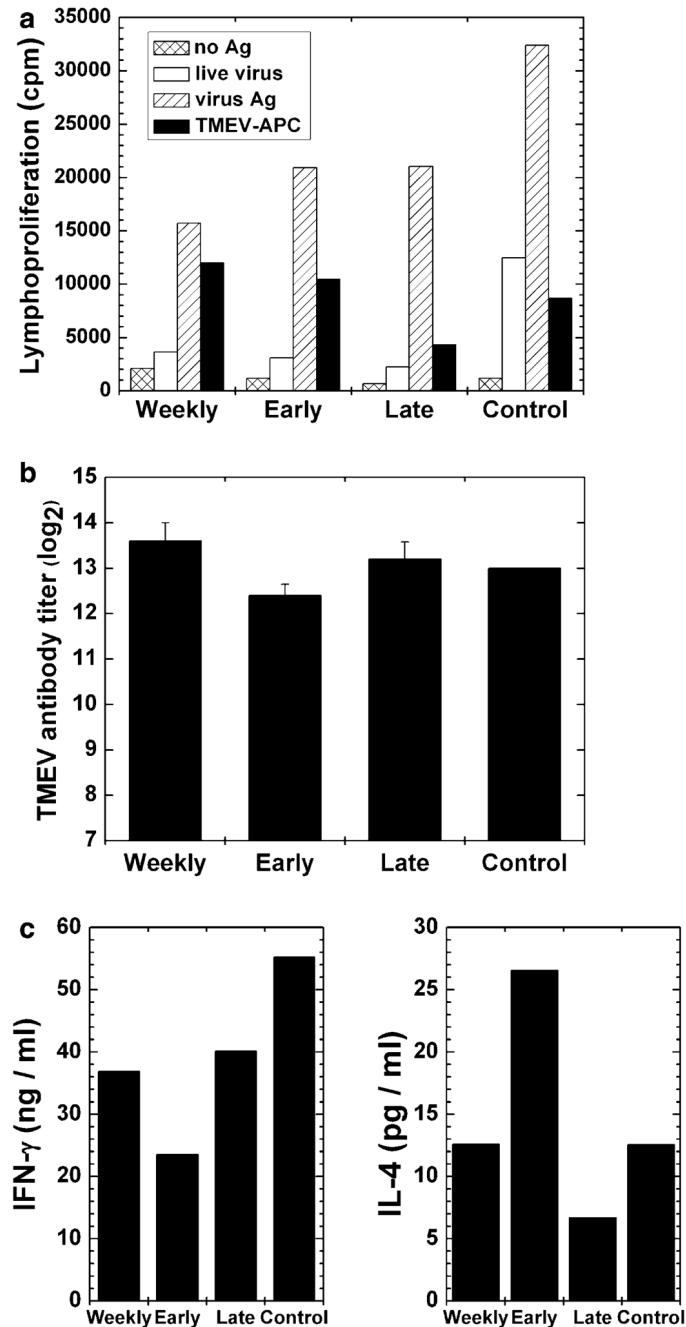 a
Lymphoproliferation (cpm)
35000
30000
25000
20000
15000
10000
5000
0
no Ag
live virus
virus Ag
TMEV-APC
Weekly Early Late Control
b
TMEV antibody titer (log2)
15
14
13
12
11
10
9
8
7
Weekly Early Late Control
c
IFN-γ (ng / ml)
60
50
40
30
20
10
0
Weekly Early Late Control
IL-4 (pg / ml)
30
25
20
15
10
5
0
Weekly Early Late Control